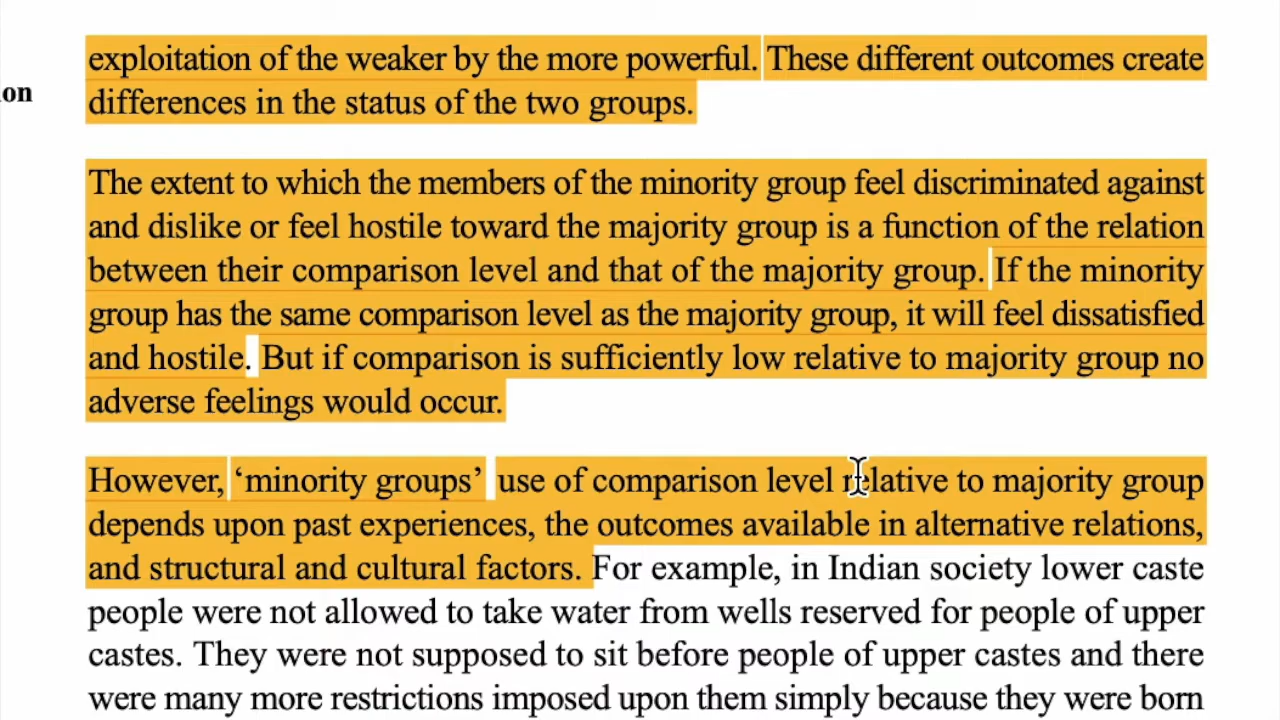 exploitation of the weaker by the more powerful. These different outcomes create
differences in the status of the two groups.
The extent to which the members of the minority group feel discriminated against
and dislike or feel hostile toward the majority group is a function of the relation
between their comparison level and that of the majority group. If the minority
group has the same comparison level as the majority group, it will feel dissatisfied
and hostile. But if comparison is sufficiently low relative to majority group no
adverse feelings would occur.
However, ‘minority groups’ use of comparison level relative to majority group
depends upon past experiences, the outcomes available in alternative relations,
and structural and cultural factors. For example, in Indian society lower caste
people were not allowed to take water from wells reserved for people of upper
castes. They were not supposed to sit before people of upper castes and there
were many more restrictions imposed upon them simply because they were born